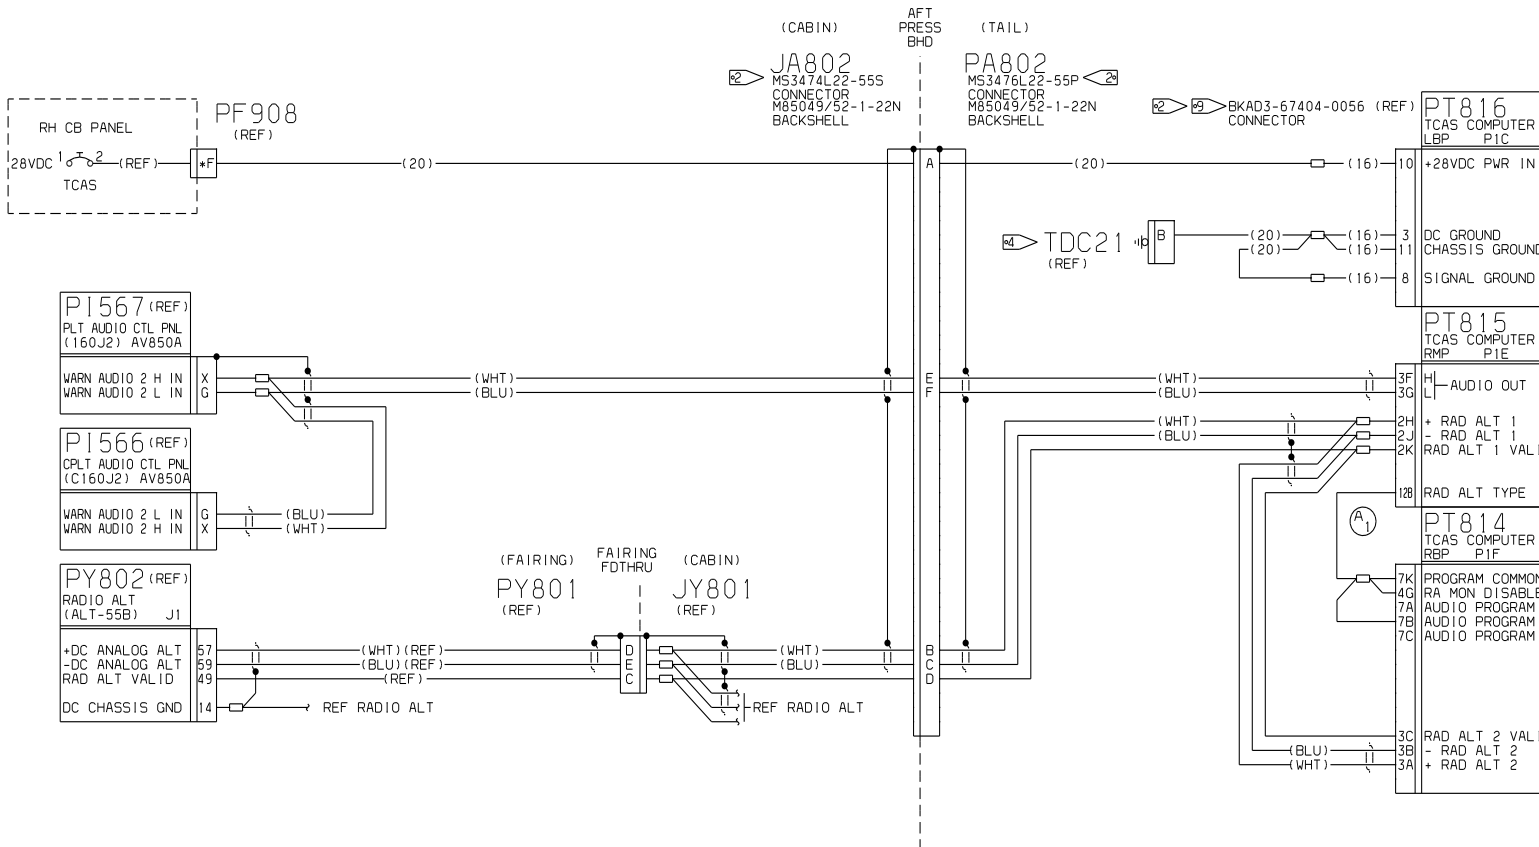 (CABIN)
AFT
PRESS
BHD
(TAIL)
2
JA802
MS3474L22-55S
CONNECTOR
M85049/52-1-22N
BACKSHELL
PA802
2
MS3476L22-55P
CONNECTOR
M85049/52-1-22N
BACKSHELL
2
9
BKAD3-67404-0056 (REF)
CONNECTOR
PT816
TCAS COMPUTER
LBP P1C
RH CB PANEL
28VDC 1 2 (REF)
TCAS
PF908
(REF)
*F
(20)
A
(20)
(16)
10 +28VDC PWR IN
4
TDC21
(REF)
B
(20) (16) 3 DC GROUND
(20) (16) 11 CHASSIS GROUND
(16) 8 SIGNAL GROUND
PI567 (REF)
PLT AUDIO CTL PNL
(160J2) AV850A
WARN AUDIO 2 H IN X
WARN AUDIO 2 L IN G
(WHT)
(BLU)
E
F
(WHT)
(BLU)
PT815
TCAS COMPUTER
RMP P1E
3F H
3G L
AUDIO OUT
(WHT)
(BLU)
2H + RAD ALT 1
2J - RAD ALT 1
2K RAD ALT 1 VALI
12B RAD ALT TYPE
PI566 (REF)
CPLT AUDIO CTL PNL
(C160J2) AV850A
WARN AUDIO 2 L IN G (BLU)
WARN AUDIO 2 H IN X (WHT)
A1
PT814
TCAS COMPUTER
RBP P1F
7K PROGRAM COMMON
4G RA MON DISABLE
7A AUDIO PROGRAM
7B AUDIO PROGRAM
7C AUDIO PROGRAM
PY802 (REF)
RADIO ALT
(ALT-55B) J1
+DC ANALOG ALT 57 (WHT)(REF)
-DC ANALOG ALT 59 (BLU)(REF)
RAD ALT VALID 49 (REF)
DC CHASSIS GND 14 REF RADIO ALT
(FAIRING)
PY801
(REF)
FAIRING
FDTHRU
(CABIN)
JY801
(REF)
D
E
C
(WHT)
(BLU)
B
C
D
REF RADIO ALT
3C RAD ALT 2 VALI
(BLU) 3B - RAD ALT 2
(WHT) 3A + RAD ALT 2